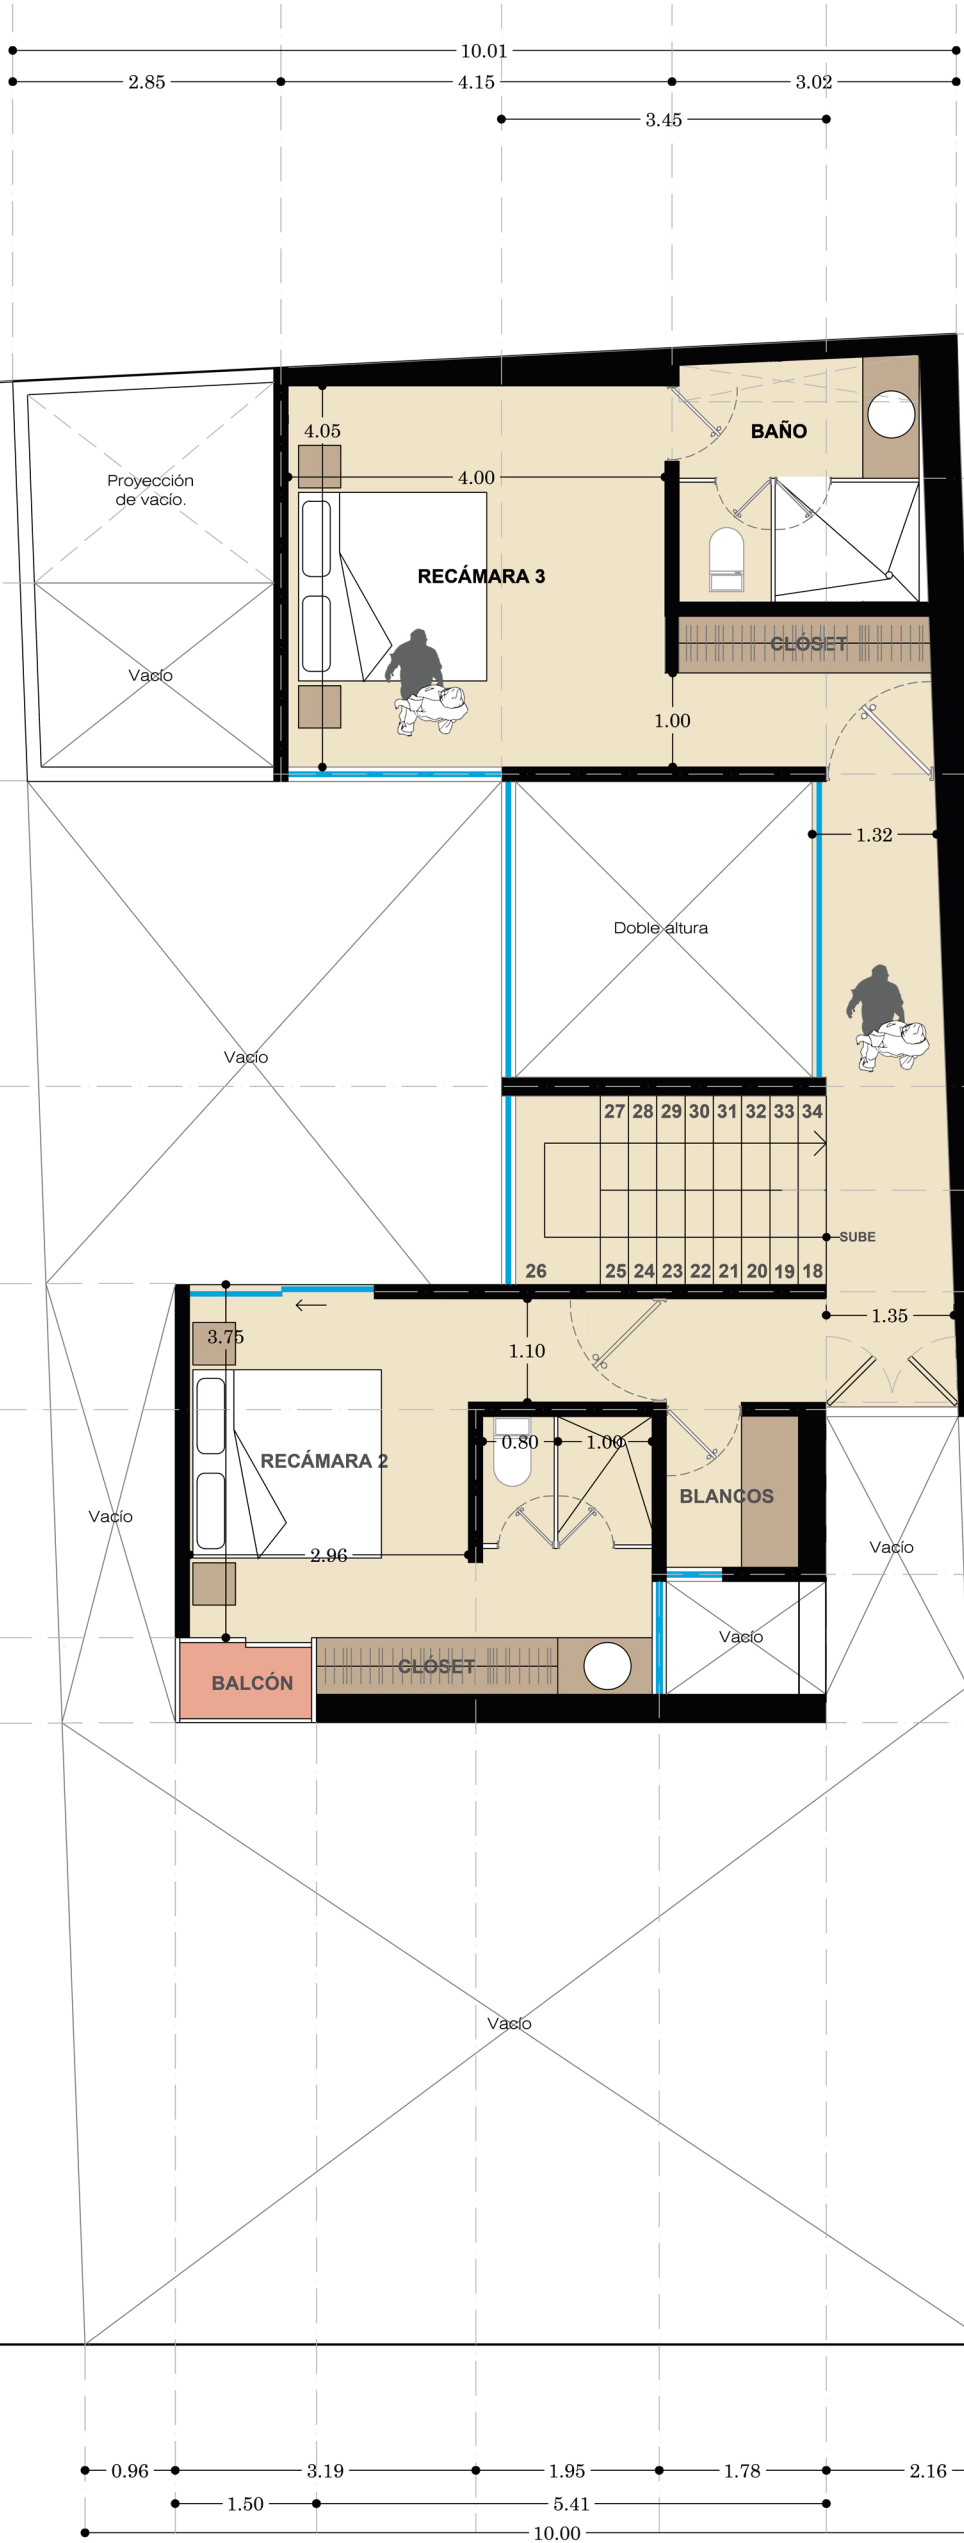 10.01
2.85
4.15
3.02
3.45
4.05
BAÑO
Proyección
de vacío.
4.00
RECÁMARA 3
CLÓSET
Vacío
1.00
1.32
Doble altura
Vacío
27 28 29 30 31 32 33 34
SUBE
26 25 24 23 22 21 20 19 18
1.35
3.75
1.10
0.80
1.00
RECÁMARA 2
BLANCOS
Vacío
Vacío
2.96
Vacío
CLÓSET
BALCÓN
Vacío
0.96
3.19
1.95
1.78
2.16
1.50
5.41
10.00